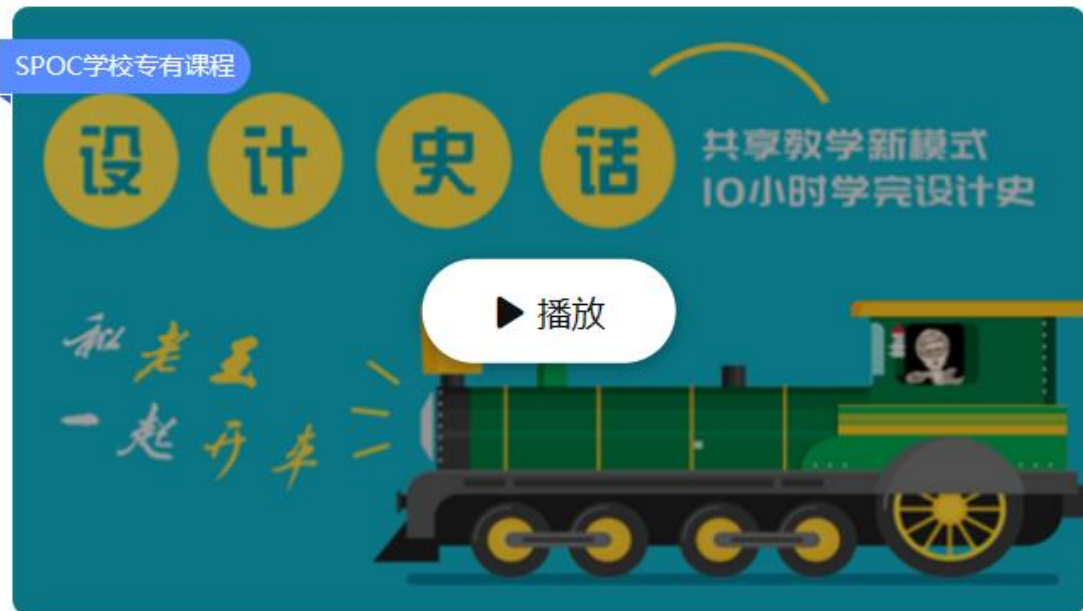 SPOC学校专有课程
设计史话
共享教学新模式
10小时学完设计史
播放
和老王
一起开车